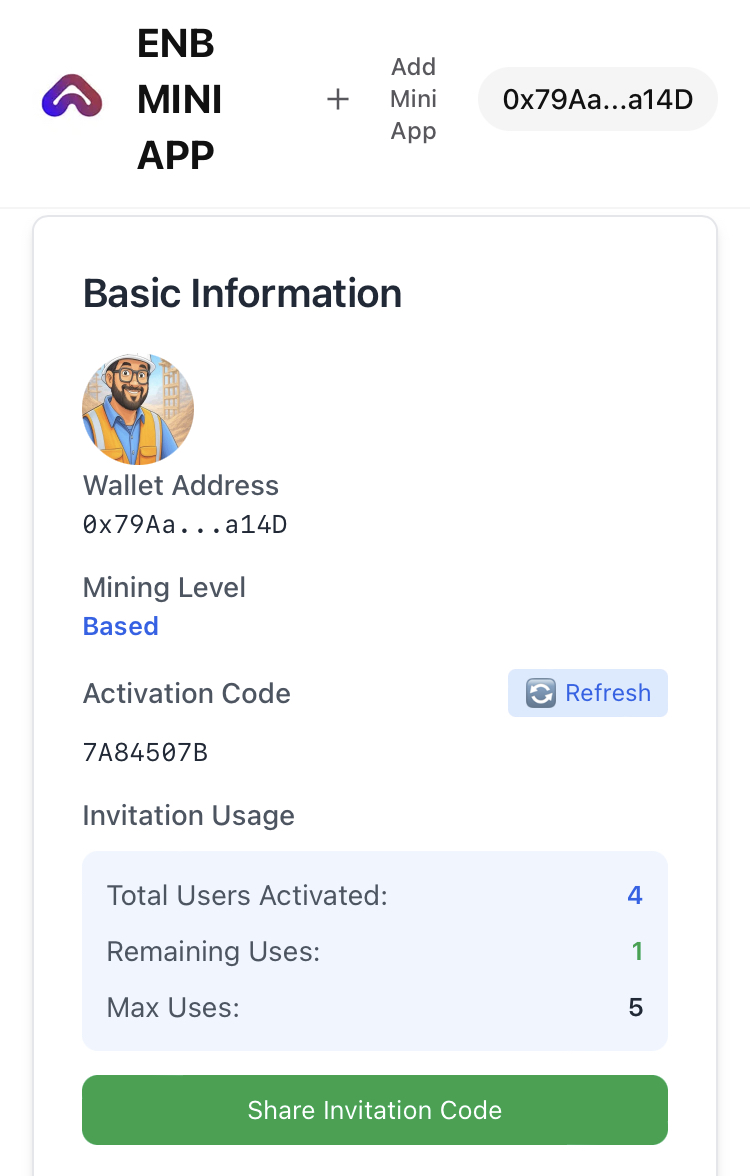 ENB
MINI
APP
+
Add
Mini
App
0x79Aa...a14D
Basic Information
Wallet Address
0x79Aa...a14D
Mining Level
Based
Activation Code
Refresh
7A84507B
Invitation Usage
Total Users Activated: 4
Remaining Uses: 1
Max Uses: 5
Share Invitation Code